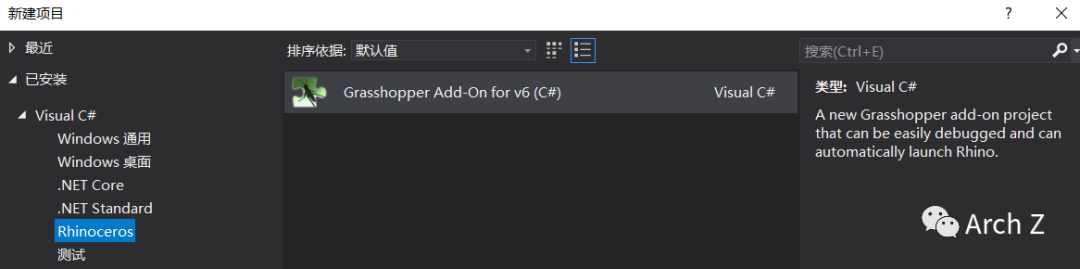 新建项目
?
最近
排序依据: 默认值
搜索(Ctrl+E)
已安装
Grasshopper Add-On for v6 (C#)
Visual C#
类型: Visual C#
A new Grasshopper add-on project
that can be easily debugged and can
automatically launch Rhino.
Visual C#
Windows 通用
Windows 桌面
.NET Core
.NET Standard
Rhinoceros
测试
Arch Z